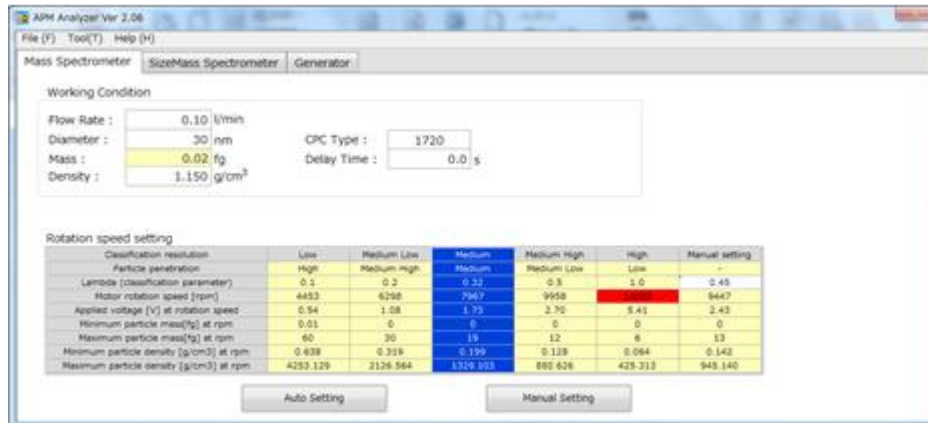 APM Analyzer Ver 2.06
File (F) Tool(T) Help (H)
Mass Spectrometer SizeMass Spectrometer Generator
Working Condition
Flow Rate : 0.10 l/min
Diameter : 30 nm CPC Type : 1720
Mass : 0.02 fg Delay Time : 0.0 s
Density : 1.150 g/cm3
Rotation speed setting
Classification resolution Low Medium Low Medium Medium High High Manual setting
Particle penetration High Medium High Medium Medium Low Low -
Lambda (classification parameter) 0.1 0.2 0.32 0.5 1.0 0.45
Motor rotation speed [rpm] 4453 6298 7967 9958 9447
Applied voltage [V] at rotation speed 0.54 1.08 1.73 2.70 5.41 2.43
Minimum particle mass[fg] at rpm 0.01 0 0 0 0 0
Maximum particle mass[fg] at rpm 60 30 19 12 6 13
Minimum particle density [g/cm3] at rpm 0.638 0.319 0.199 0.128 0.064 0.142
Maximum particle density [g/cm3] at rpm 4253.129 2126.564 1329.103 850.626 425.313 945.140
Auto Setting Manual Setting